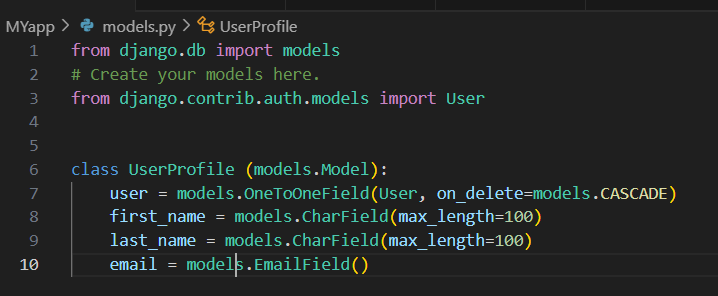 MYapp > models.py > UserProfile
1 from django.db import models
2 # Create your models here.
3 from django.contrib.auth.models import User
4
5
6 class UserProfile (models.Model):
7     user = models.OneToOneField(User, on_delete=models.CASCADE)
8     first_name = models.CharField(max_length=100)
9     last_name = models.CharField(max_length=100)
10     email = models.EmailField()